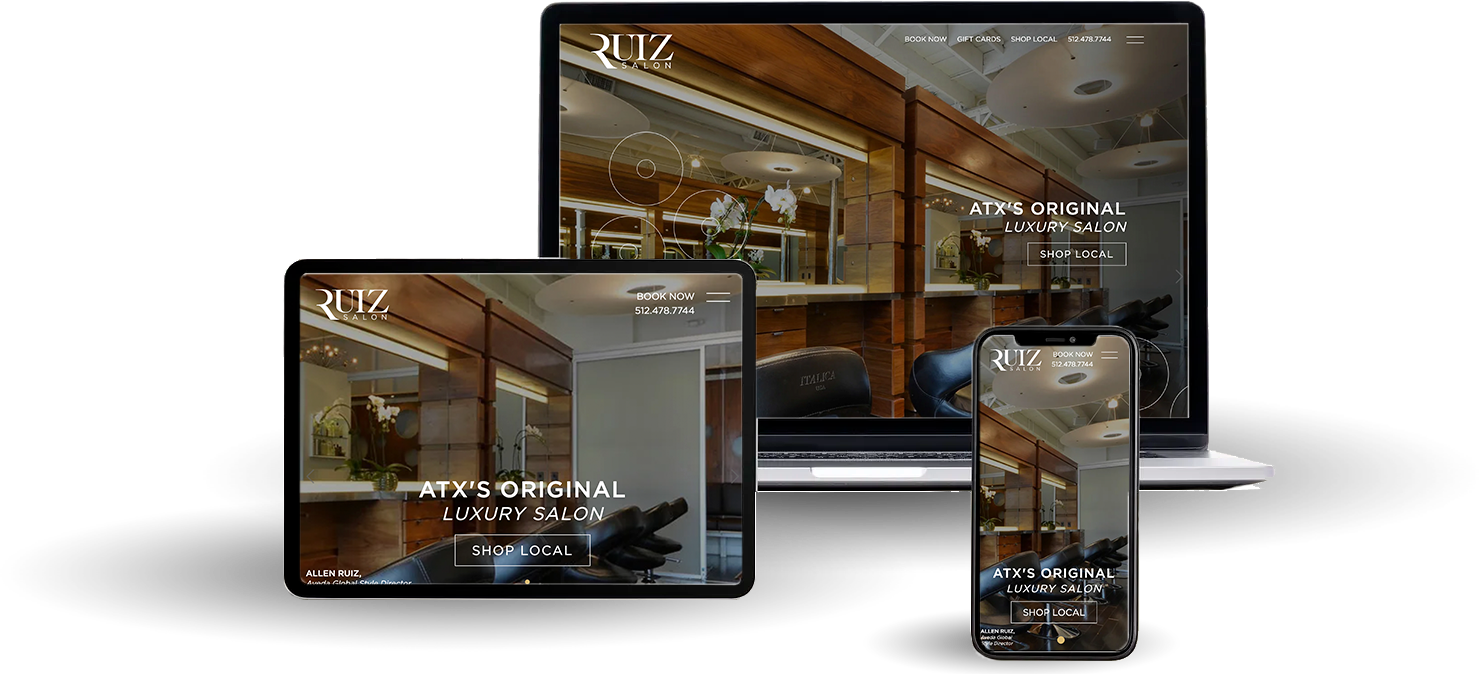 RUIZ
SALON
BOOK NOW GIFT CARDS SHOP LOCAL 512.478.7744
ATX'S ORIGINAL
LUXURY SALON
SHOP LOCAL
ITALICA
RUIZ
SALON
BOOK NOW
512.478.7744
ATX'S ORIGINAL
LUXURY SALON
SHOP LOCAL
ALLEN RUIZ,
Aveda Global Style Director
RUIZ
SALON
BOOK NOW
512.478.7744
ATX'S ORIGINAL
LUXURY SALON
SHOP LOCAL
ALLEN RUIZ,
Aveda Global
Style Director